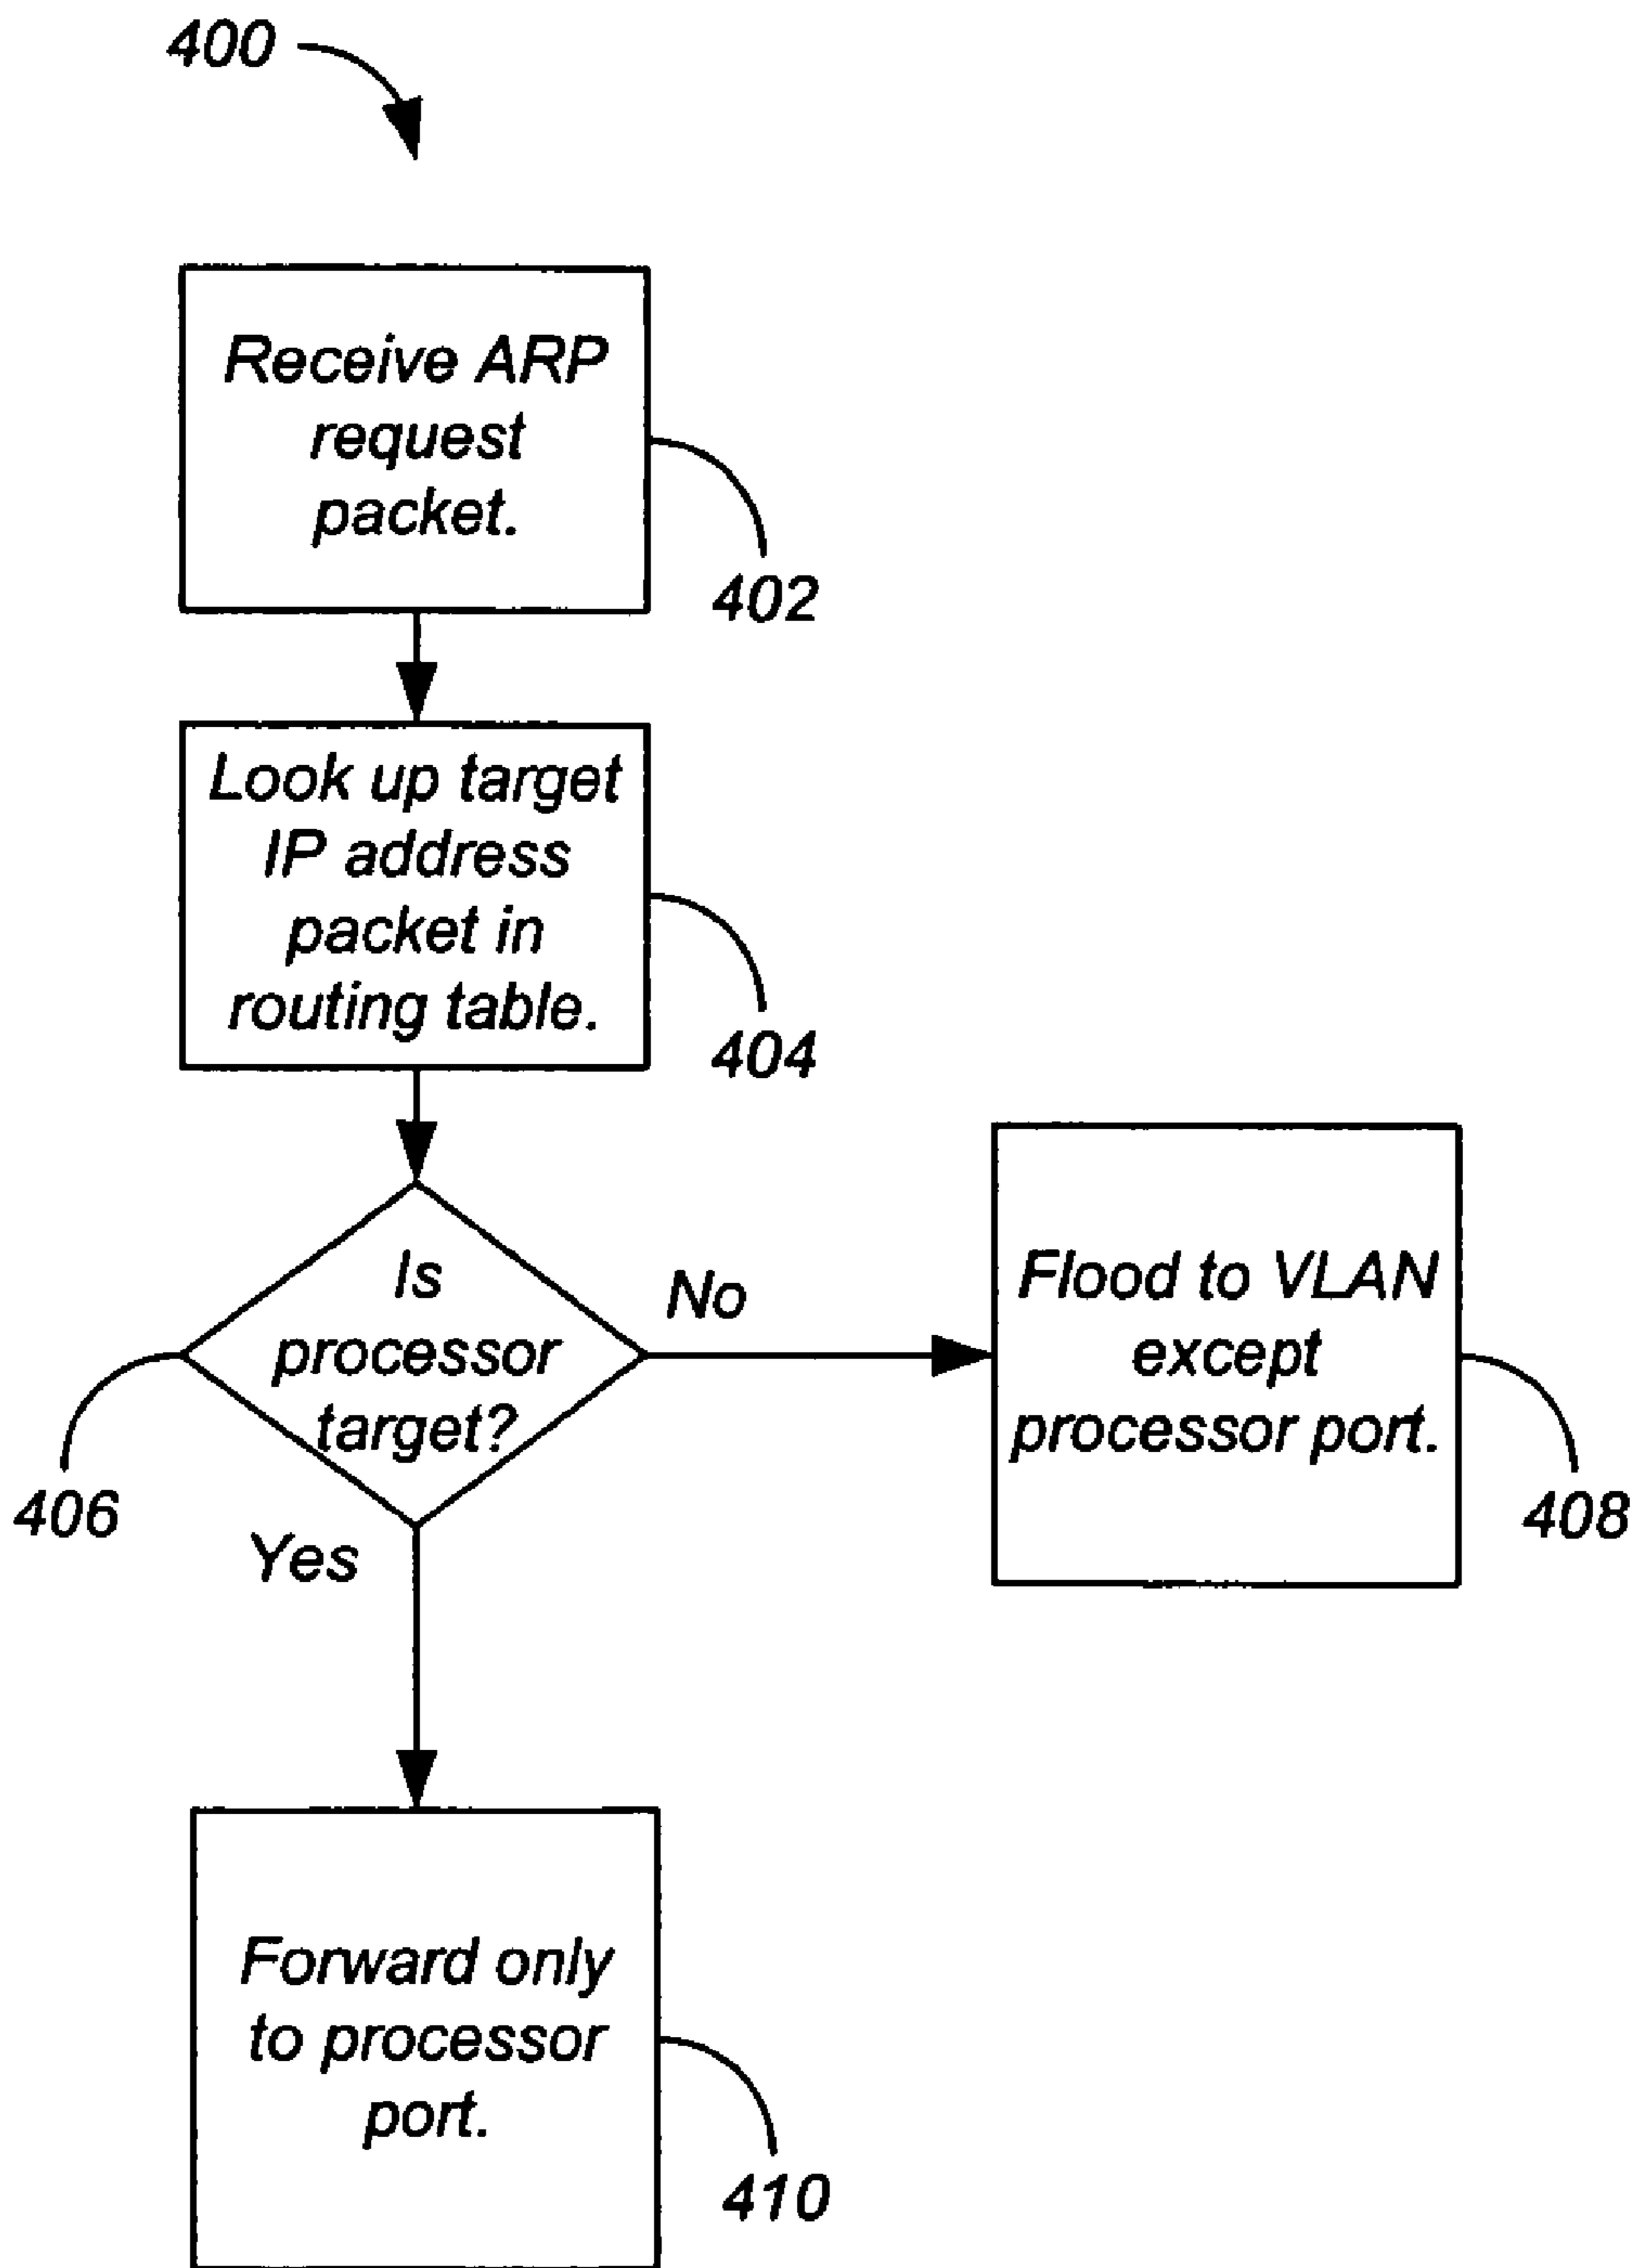 400
Receive ARP
request
packet.
402
Look up target
IP address
packet in
routing table.
404
Is
processor
target?
406
No
Flood to VLAN
except
processor port.
408
Yes
Forward only
to processor
port.
410